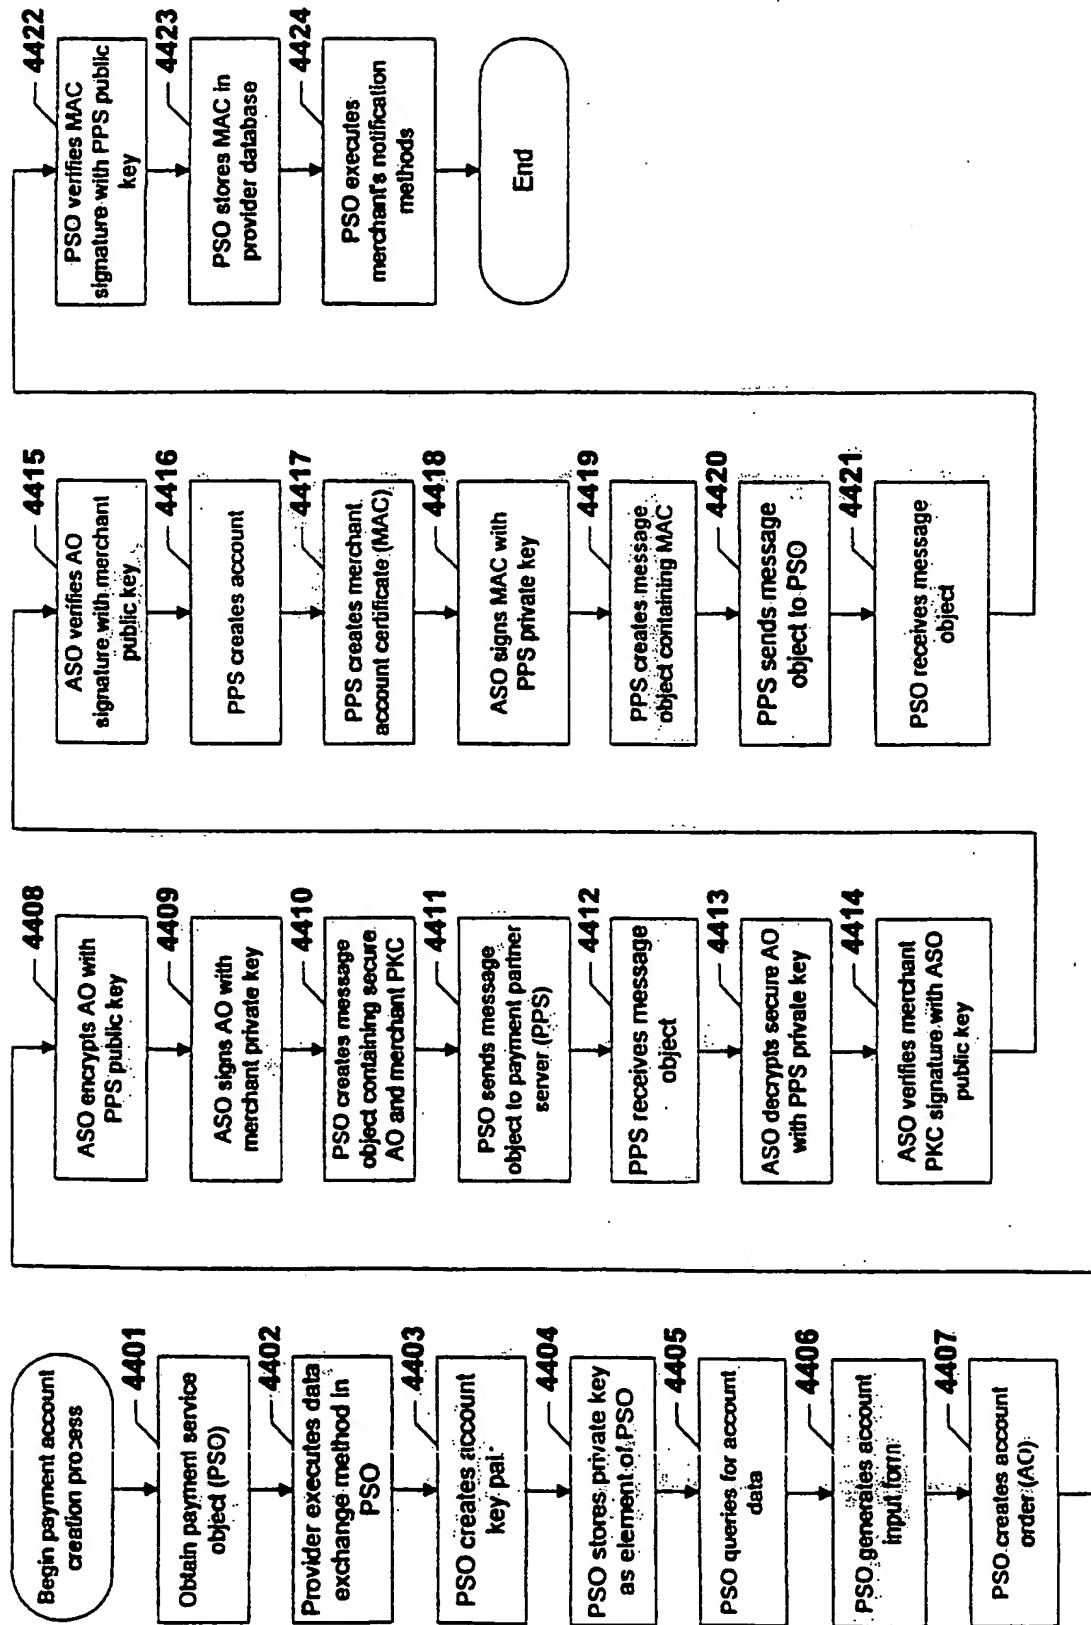 Begin payment account
creation process
4401
Obtain payment service
object (PSO)
4402
Provider executes data
exchange method in
PSO
4403
PSO creates account
key pai.
4404
PSO stores private key
as element of PSO
4405
PSO queries for account
data
4406
PSO generates account
input form
4407
PSO creates account
order (AO)
4408
ASO encrypts AO with
PPS public key
4409
ASO signs AO with
merchant private key
4410
PSO creates message
object containing secure
AO and merchant PKC
4411
PSO sends message
object to payment partner
server (PPS)
4412
PPS receives message
object
4413
ASO decrypts secure AO
with PPS private key
4414
ASO verifies merchant
PKC signature with ASO
public key
4415
ASO verifies AO
signature with merchant
public key
4416
PPS creates account
4417
PPS creates merchant
account certificate (MAC)
4418
ASO signs MAC with
PPS private key
4419
PPS creates message
object containing MAC
4420
PPS sends message
object to PSO
4421
PSO receives message
object
4422
PSO verifies MAC
signature with PPS public
key
4423
PSO stores MAC in
provider database
4424
PSO executes
merchant's notification
methods
End